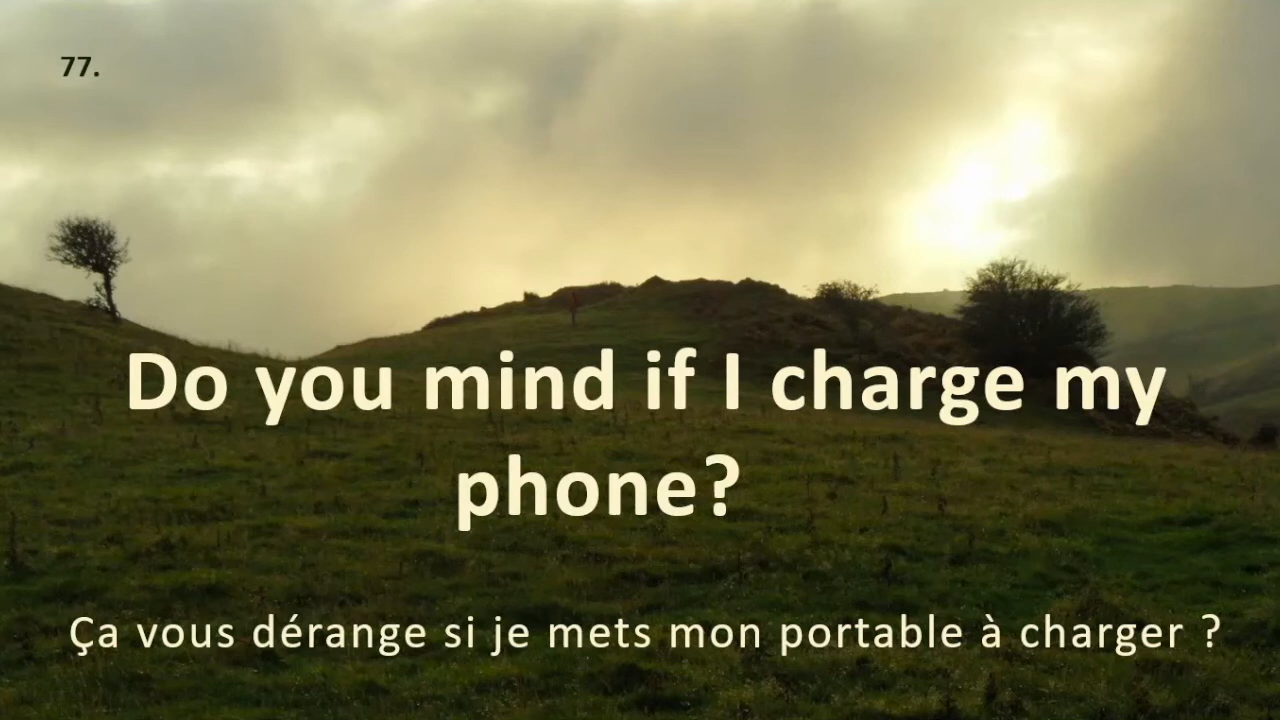 77.
Do you mind if I charge my
phone?
Ça vous dérange si je mets mon portable à charger ?